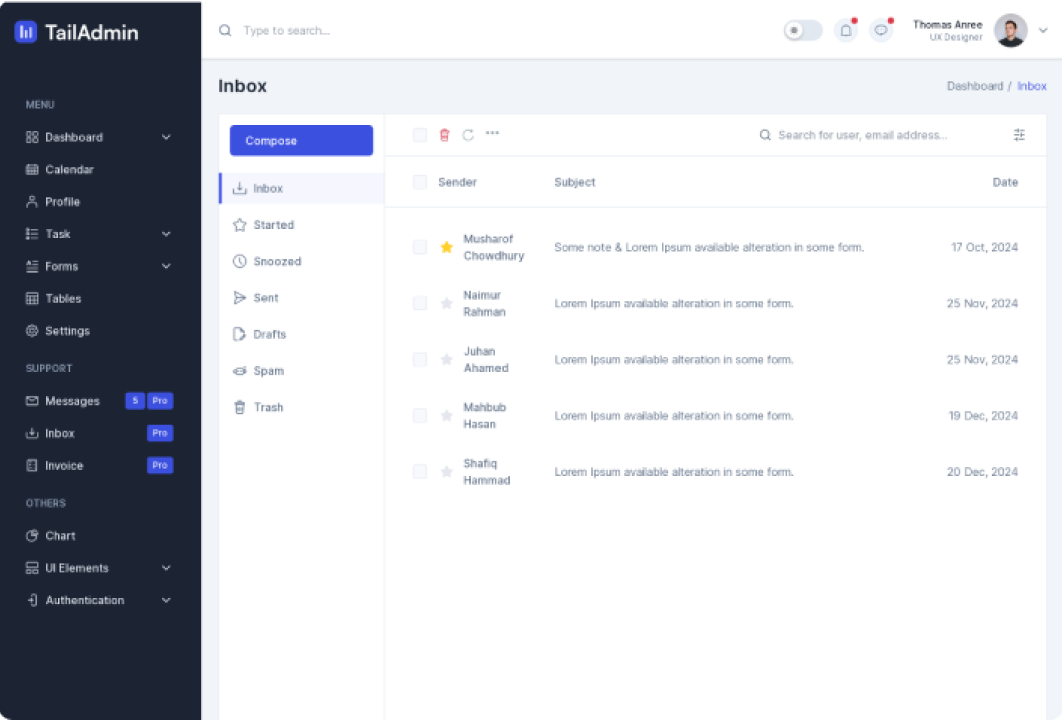 TailAdmin
MENU
Dashboard
Calendar
Profile
Task
Forms
Tables
Settings
SUPPORT
Messages 5 Pro
Inbox Pro
Invoice Pro
OTHERS
Chart
UI Elements
Authentication
Type to search...
Thomas Anree
UX Designer
Inbox
Dashboard / Inbox
Compose
Inbox
Started
Snoozed
Sent
Drafts
Spam
Trash
Search for user, email address...
Sender Subject Date
Musharof
Chowdhury
Some note & Lorem Ipsum available alteration in some form. 17 Oct, 2024
Naimur
Rahman
Lorem Ipsum available alteration in some form. 25 Nov, 2024
Juhan
Ahamed
Lorem Ipsum available alteration in some form. 25 Nov, 2024
Mahbub
Hasan
Lorem Ipsum available alteration in some form. 19 Dec, 2024
Shafiq
Hammad
Lorem Ipsum available alteration in some form. 20 Dec, 2024